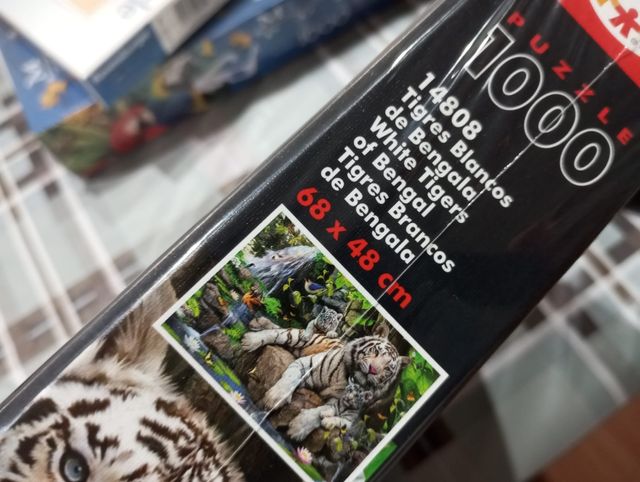 PUZZLE
1000
14808
Tigres Blancos
de Bengala
White Tigers
of Bengal
Tigres Brancos
de Bengala
68 x 48 cm